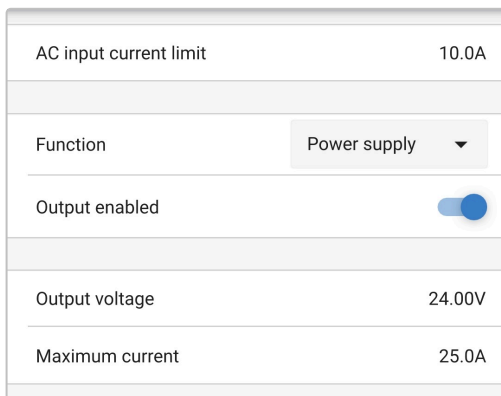 AC input current limit 10.0A
Function Power supply
Output enabled
Output voltage 24.00V
Maximum current 25.0A